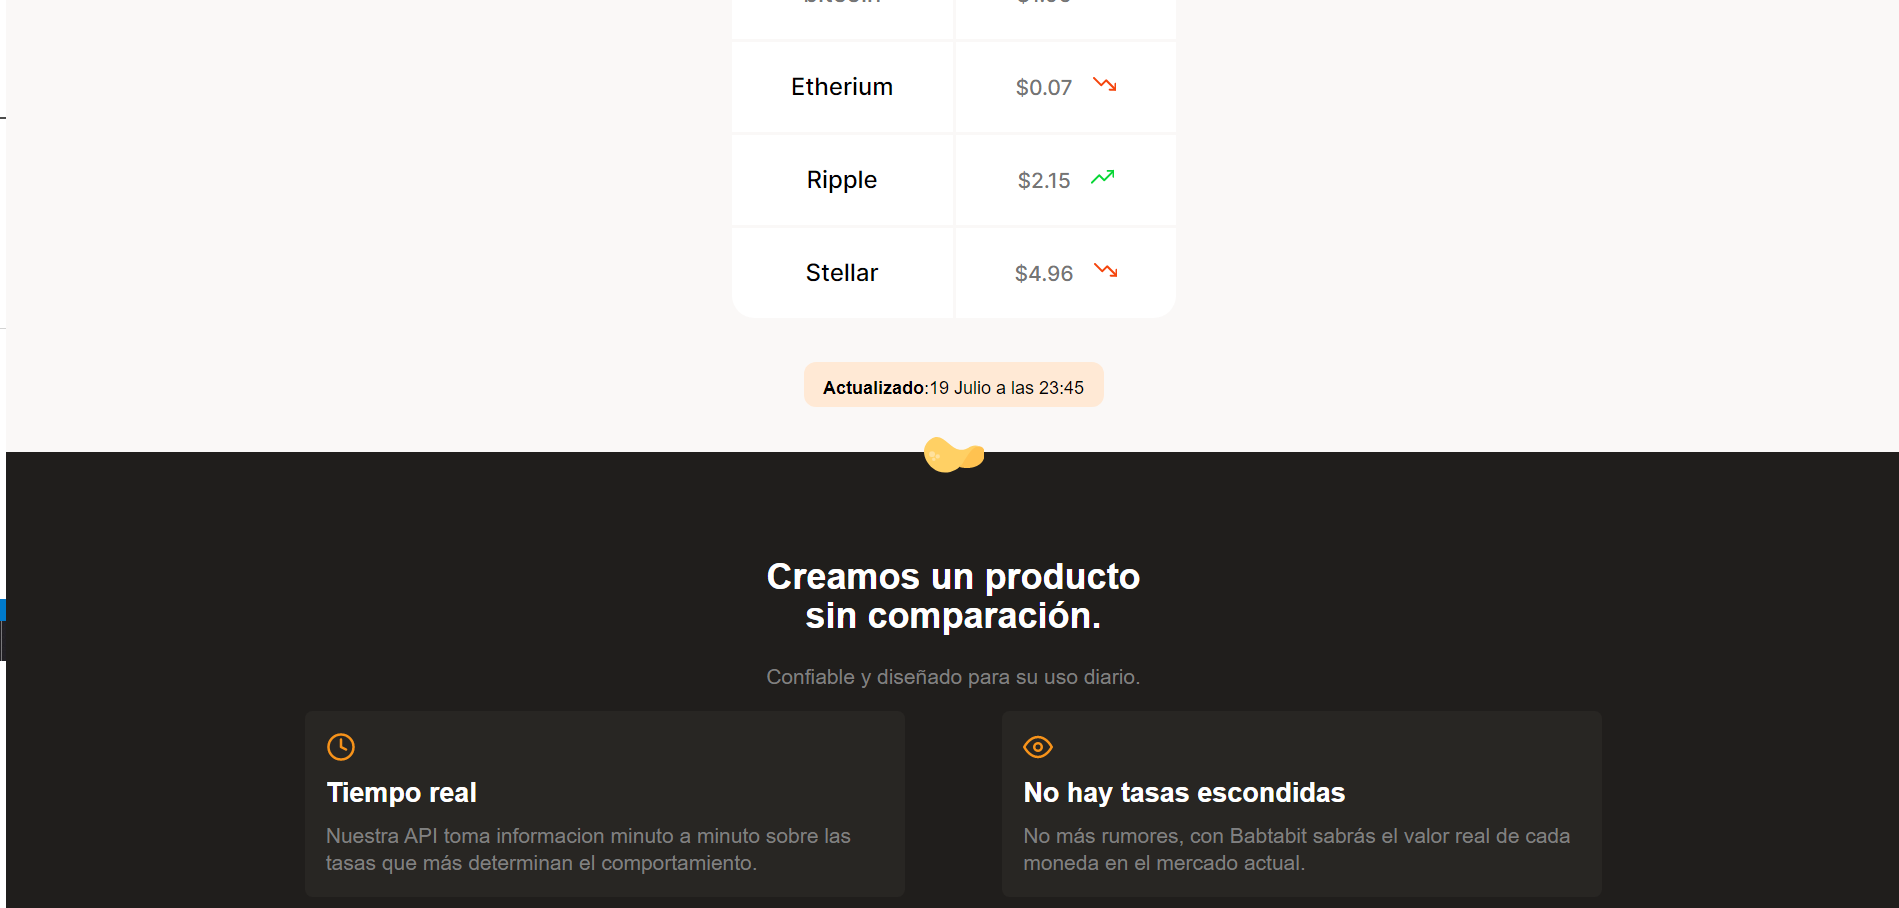 Etherium $0.07
Ripple $2.15
Stellar $4.96
Actualizado:19 Julio a las 23:45
Creamos un producto
sin comparación.
Confiable y diseñado para su uso diario.
Tiempo real
Nuestra API toma informacion minuto a minuto sobre las
tasas que más determinan el comportamiento.
No hay tasas escondidas
No más rumores, con Babtabit sabrás el valor real de cada
moneda en el mercado actual.